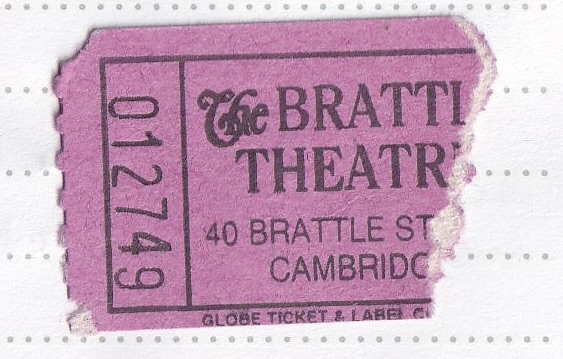 012749
The BRATTL
THEATR
40 BRATTLE ST
CAMBRIDG
GLOBE TICKET & LABEL C